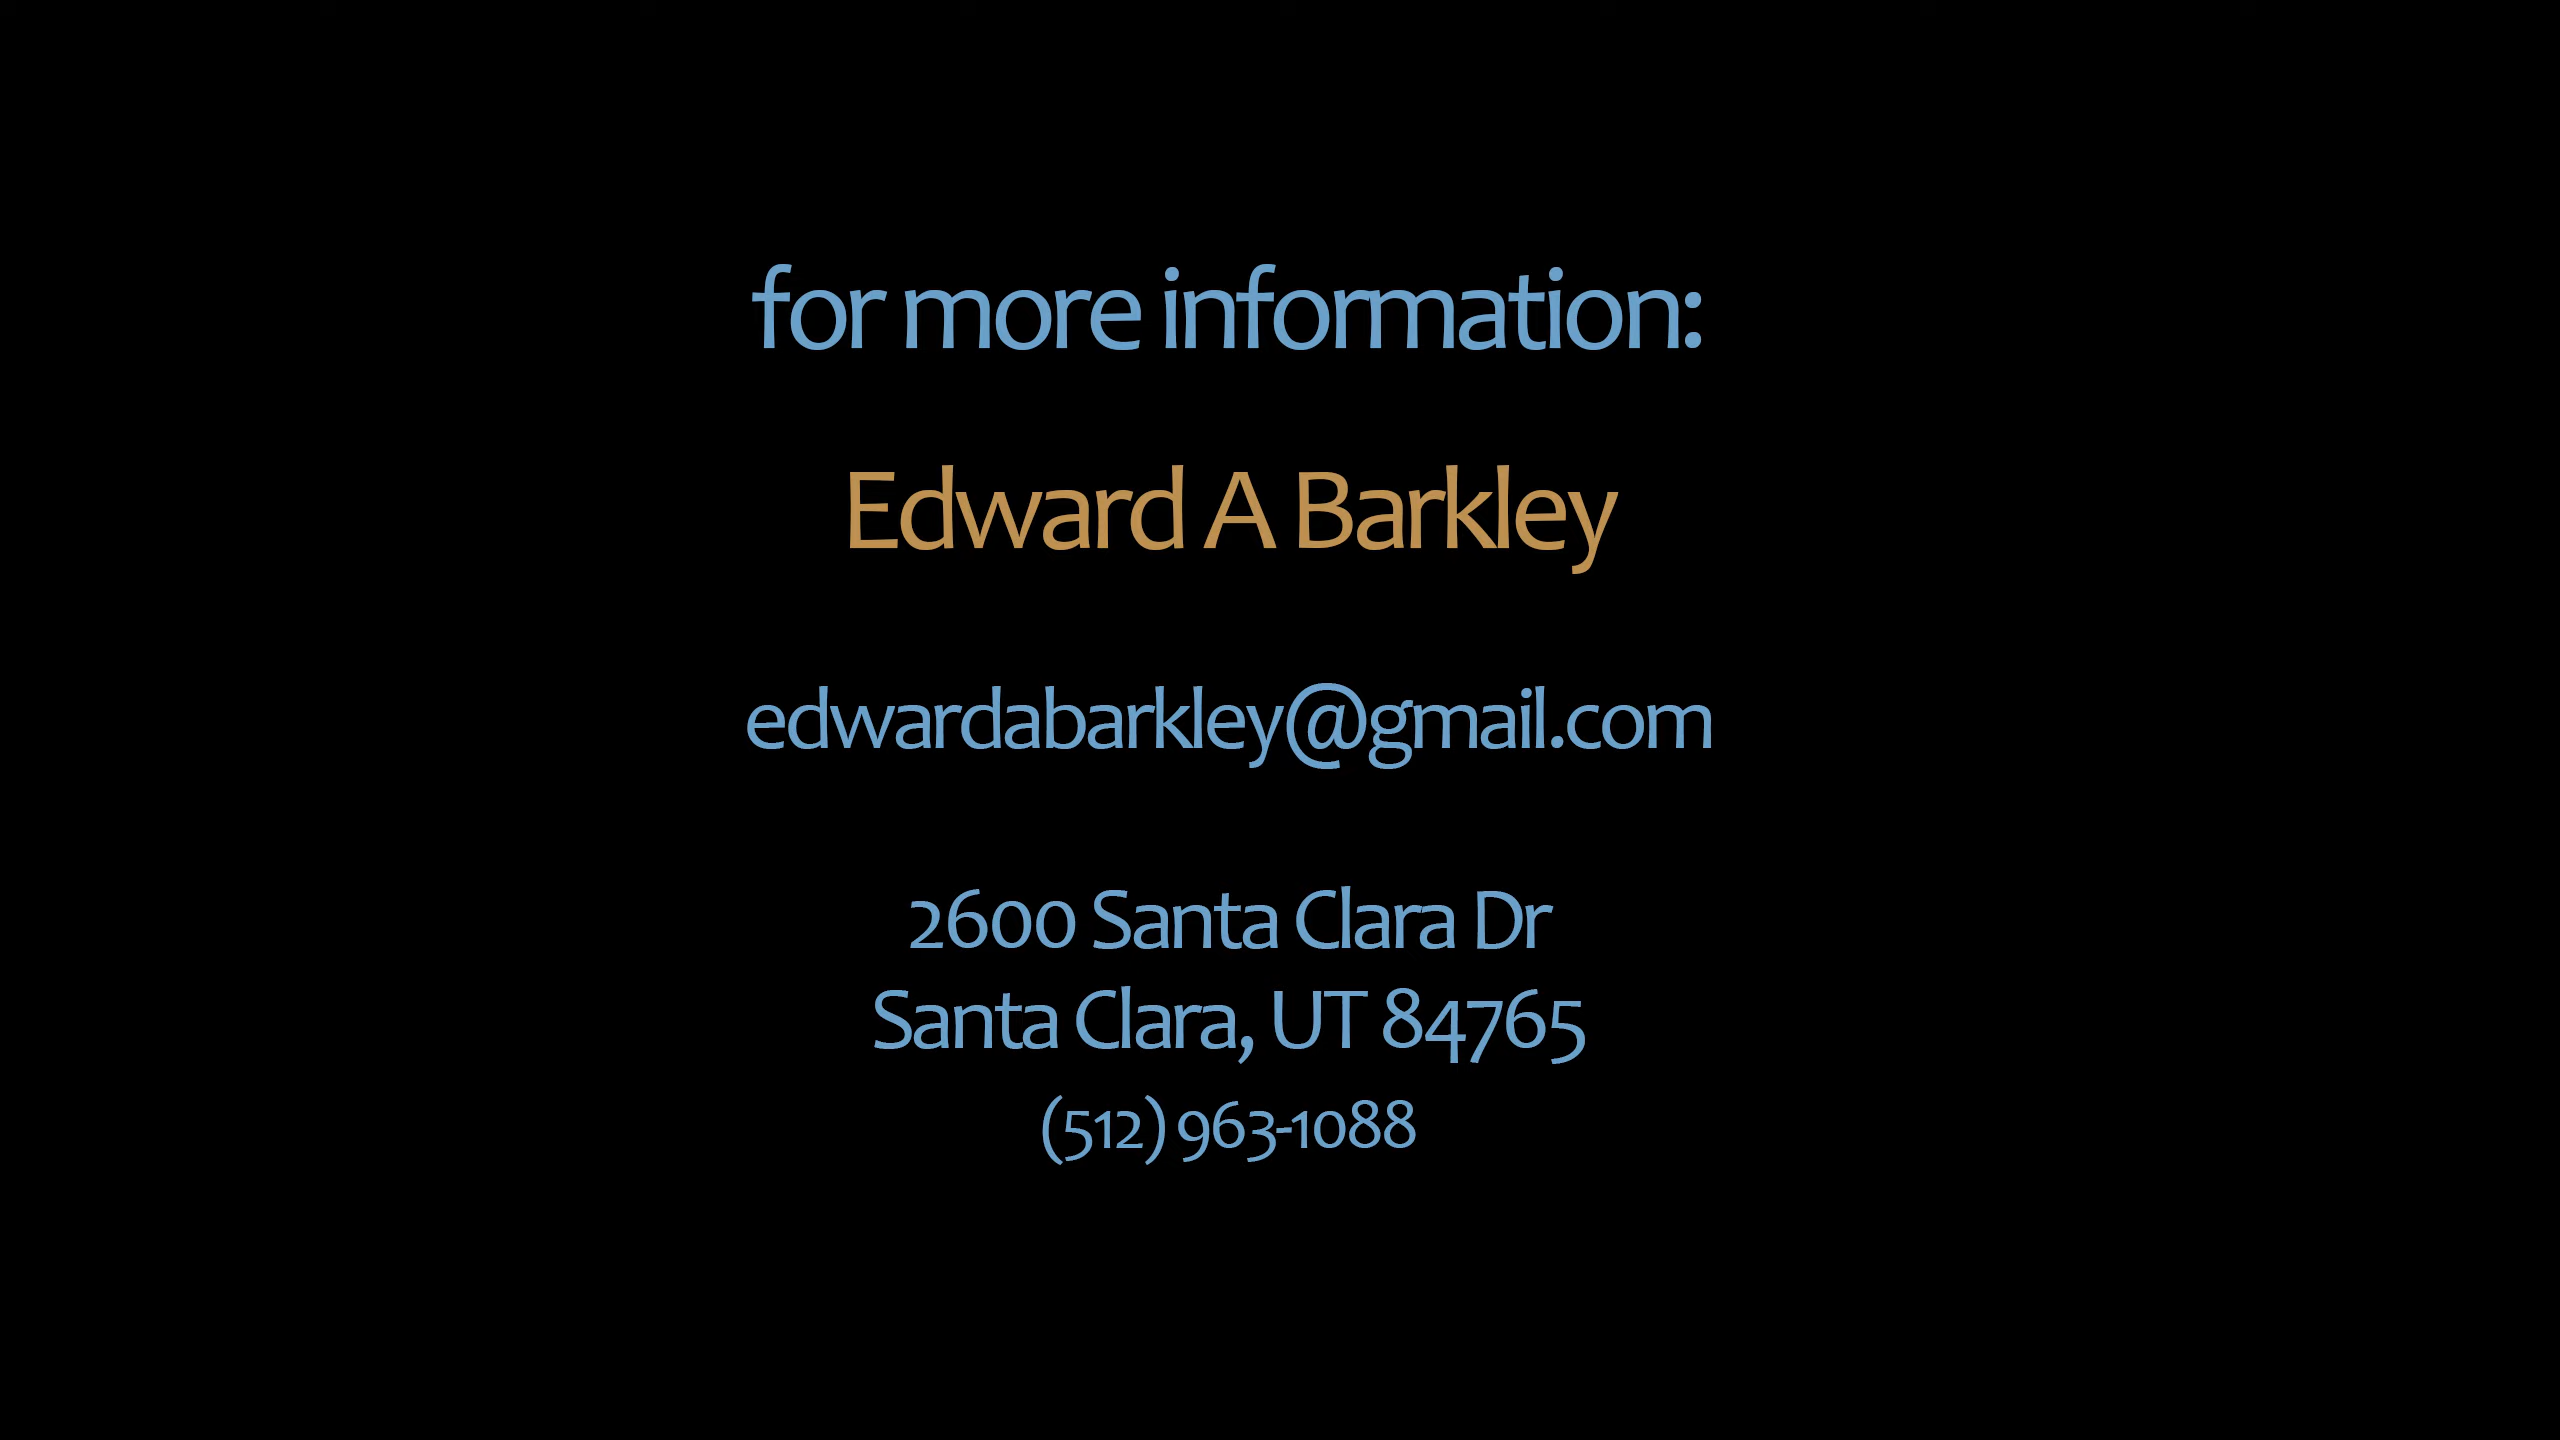 for more information:
Edward A Barkley
edwardabarkley@gmail.com
2600 Santa Clara Dr
Santa Clara, UT 84765
(512) 963-1088